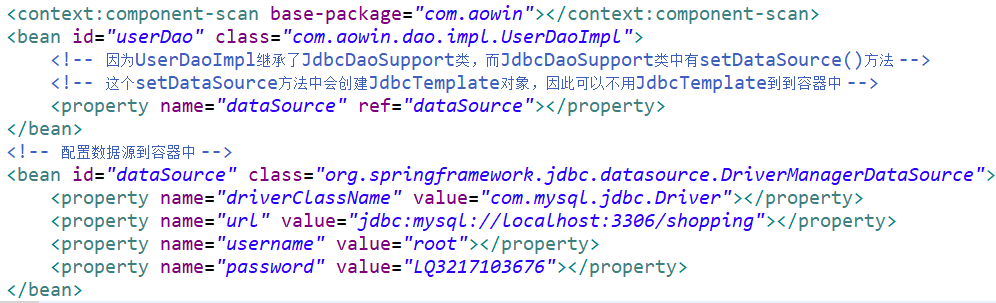 <context:component-scan base-package="com.aowin"></context:component-scan>
<bean id="userDao" class="com.aowin.dao.impl.UserDaoImpl">
<!-- 因为UserDaoImpl继承了JdbcDaoSupport类，而JdbcDaoSupport类中有setDataSource()方法 -->
<!-- 这个setDataSource方法中会创建JdbcTemplate对象，因此可以不用JdbcTemplate到到容器中 -->
<property name="dataSource" ref="dataSource"></property>
</bean>
<!-- 配置数据源到容器中 -->
<bean id="dataSource" class="org.springframework.jdbc.datasource.DriverManagerDataSource">
<property name="driverClassName" value="com.mysql.jdbc.Driver"></property>
<property name="url" value="jdbc:mysql://localhost:3306/shopping"></property>
<property name="username" value="root"></property>
<property name="password" value="LQ3217103676"></property>
</bean>